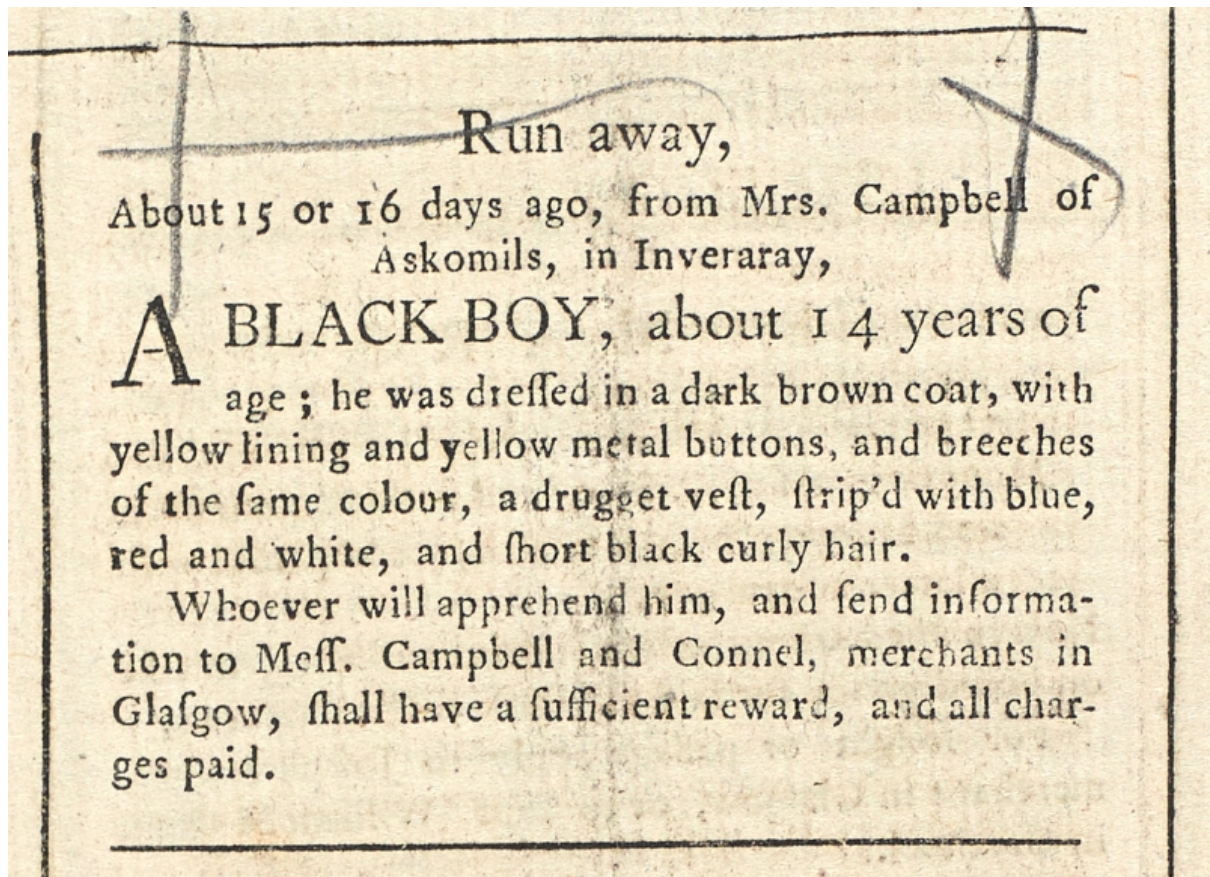 Run away,
About 15 or 16 days ago, from Mrs. Campbell of
Askomils, in Inveraray,
A BLACK BOY, about 14 years of
age; he was dreſſed in a dark brown coat, with
yellow lining and yellow metal buttons, and breeches
of the ſame colour, a drugget veſt, ſtrip'd with blue,
red and white, and ſhort black curly hair.
Whoever will apprehend him, and ſend informa-
tion to Meſſ. Campbell and Connel, merchants in
Glaſgow, ſhall have a ſufficient reward, and all char-
ges paid.